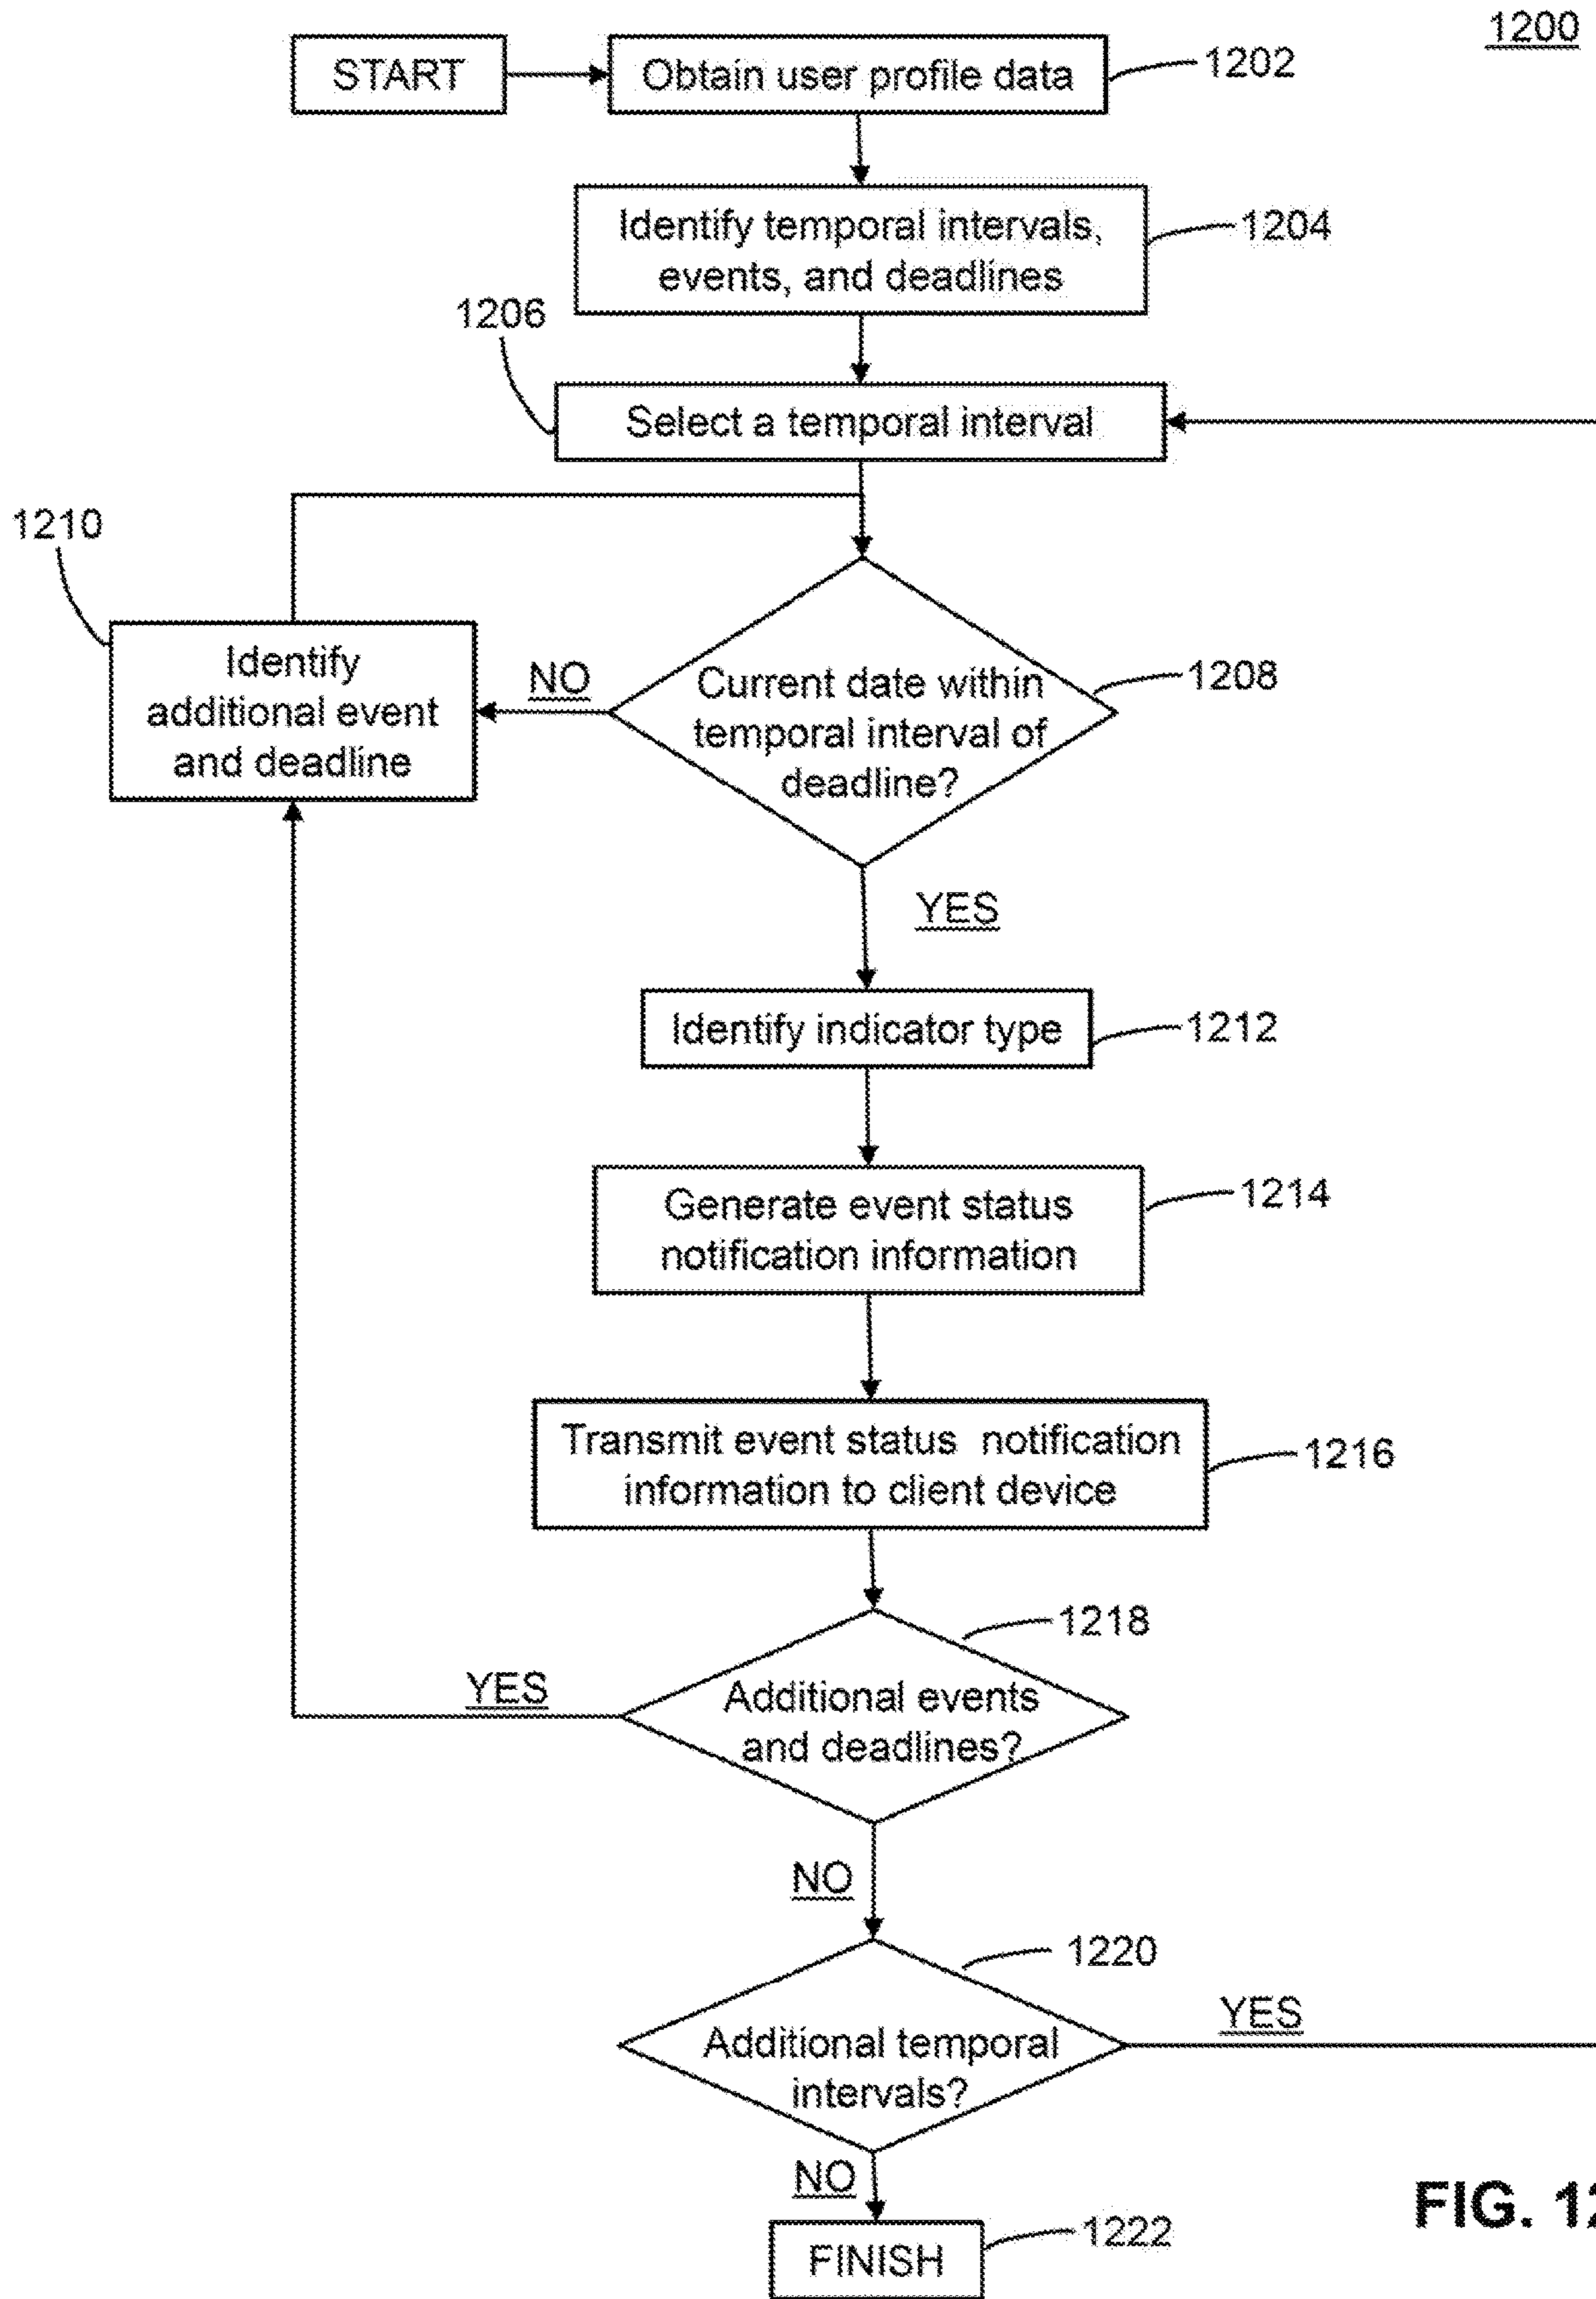 1200
START
Obtain user profile data
1202
Identify temporal intervals,
events, and deadlines
1204
1206
Select a temporal interval
1210
Identify
additional event
and deadline
NO
Current date within
temporal interval of
deadline?
1208
YES
Identify indicator type
1212
Generate event status
notification information
1214
Transmit event status notification
information to client device
1216
1218
YES
Additional events
and deadlines?
NO
1220
Additional temporal
intervals?
YES
NO
FINISH
1222
FIG. 12